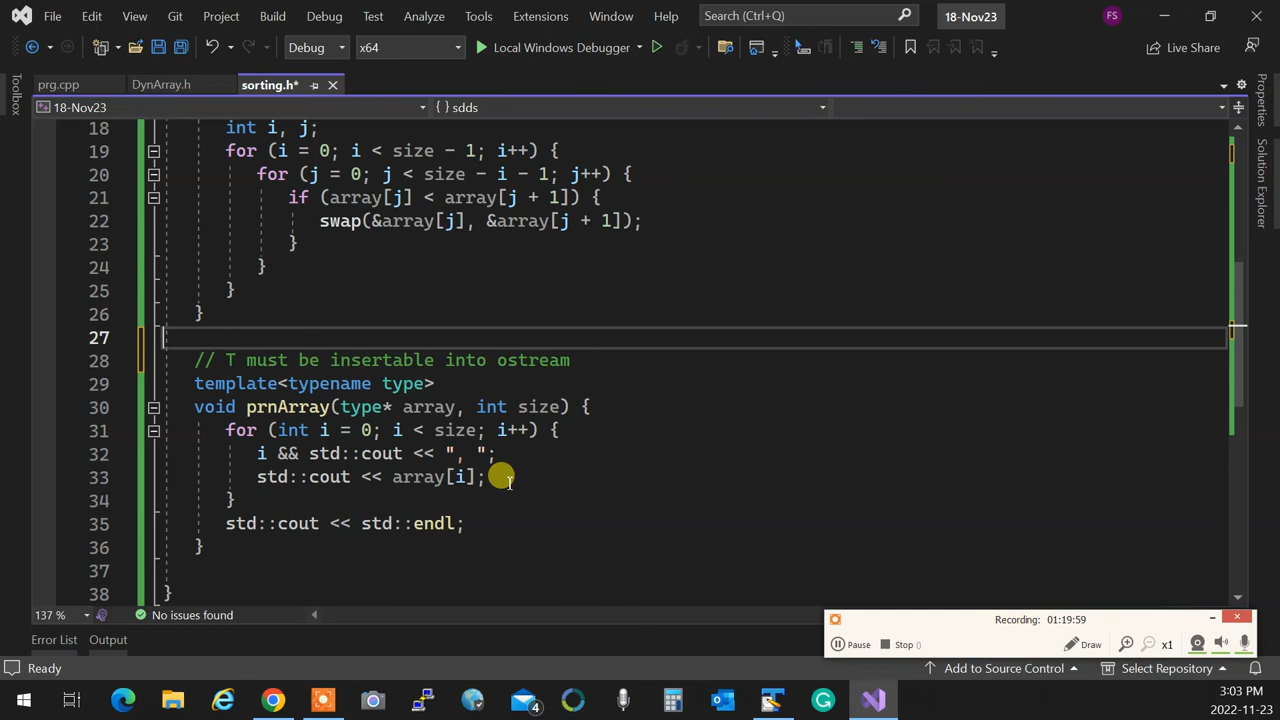 File Edit View Git Project Build Debug Test Analyze Tools Extensions Window Help Search (Ctrl+Q) 18-Nov23 FS
Debug x64 Local Windows Debugger Live Share
prg.cpp DynArray.h sorting.h*
18-Nov23 { } sdds
18 int i, j;
19 for (i = 0; i < size - 1; i++) {
20 for (j = 0; j < size - i - 1; j++) {
21 if (array[j] < array[j + 1]) {
22 swap(&array[j], &array[j + 1]);
23 }
24 }
25 }
26 }
27
28 // T must be insertable into ostream
29 template<typename type>
30 void prnArray(type* array, int size) {
31 for (int i = 0; i < size; i++) {
32 i && std::cout << ", ";
33 std::cout << array[i];
34 }
35 std::cout << std::endl;
36 }
37
38 }
137 % No issues found
Error List Output
Ready Add to Source Control Select Repository
Toolbox
Properties
Solution Explorer
Recording: 01:19:59
Pause Stop () Draw x1
4
3:03 PM
2022-11-23